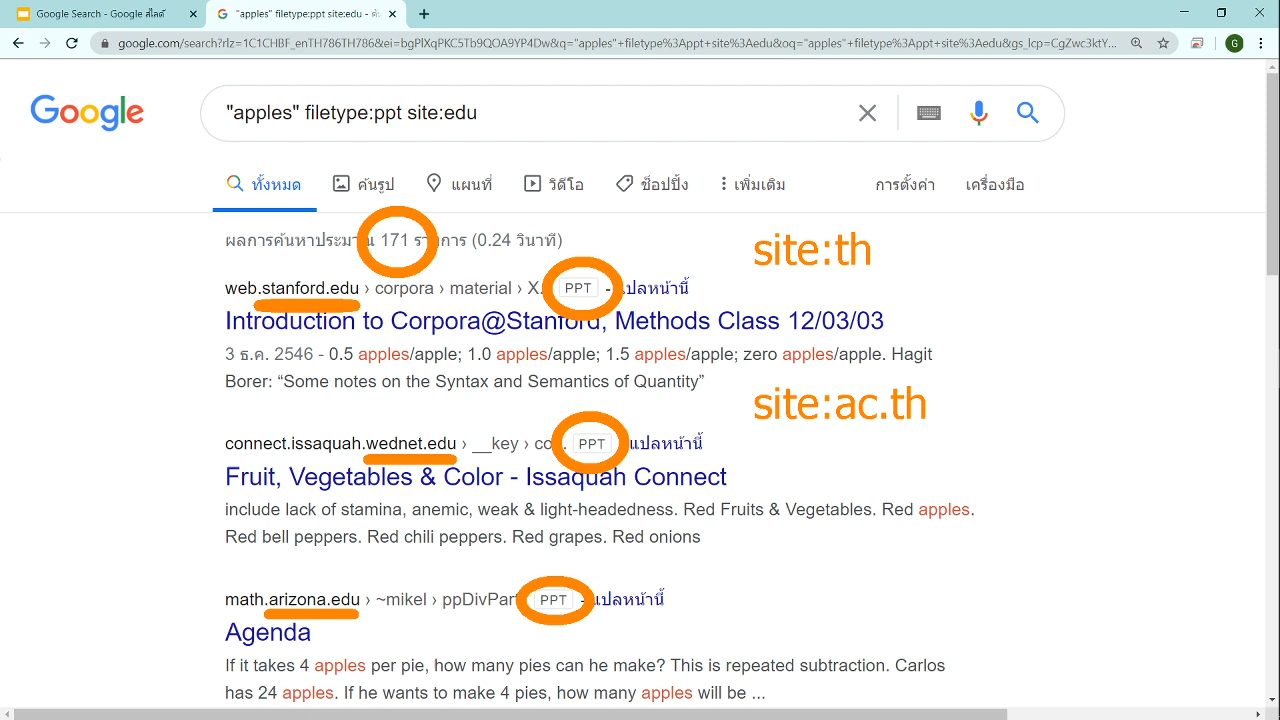 Google Search - Google สไลด์
"apples" filetype:ppt site:edu - ค้น
google.com/search?rlz=1C1CHBF_enTH786TH786&ei=bgPlXqPKC5Tb9QOA9YP4Dw&q="apples"+filetype%3Appt+site%3Aedu&oq="apples"+filetype%3Appt+site%3Aedu&gs_lcp=CgZwc3ktY...
G
Google
"apples" filetype:ppt site:edu
ทั้งหมด ค้นรูป แผนที่ วิดีโอ ช็อปปิ้ง เพิ่มเติม การตั้งค่า เครื่องมือ
ผลการค้นหาประมาณ 171 รายการ (0.24 วินาที)
site:th
web.stanford.edu › corpora › material › X... PPT - แปลหน้านี้
Introduction to Corpora@Stanford, Methods Class 12/03/03
3 ธ.ค. 2546 - 0.5 apples/apple; 1.0 apples/apple; 1.5 apples/apple; zero apples/apple. Hagit
Borer: “Some notes on the Syntax and Semantics of Quantity”
site:ac.th
connect.issaquah.wednet.edu › __key › co... PPT - แปลหน้านี้
Fruit, Vegetables & Color - Issaquah Connect
include lack of stamina, anemic, weak & light-headedness. Red Fruits & Vegetables. Red apples.
Red bell peppers. Red chili peppers. Red grapes. Red onions
math.arizona.edu › ~mikel › ppDivPart PPT - แปลหน้านี้
Agenda
If it takes 4 apples per pie, how many pies can he make? This is repeated subtraction. Carlos
has 24 apples. If he wants to make 4 pies, how many apples will be ...